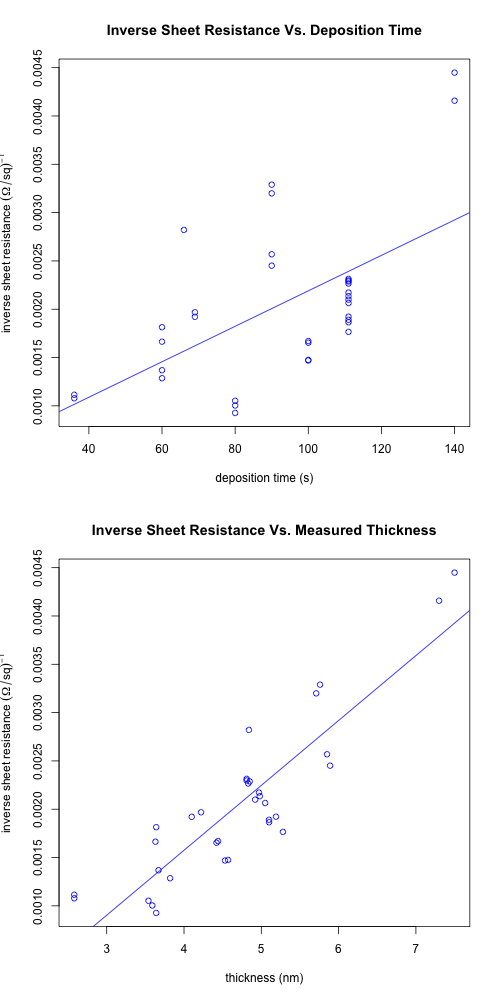 Inverse Sheet Resistance Vs. Deposition Time
inverse sheet resistance (Ω/sq)⁻¹
0.0045
0.0040
0.0035
0.0030
0.0025
0.0020
0.0015
0.0010
40 60 80 100 120 140
deposition time (s)
Inverse Sheet Resistance Vs. Measured Thickness
inverse sheet resistance (Ω/sq)⁻¹
0.0045
0.0040
0.0035
0.0030
0.0025
0.0020
0.0015
0.0010
3 4 5 6 7
thickness (nm)